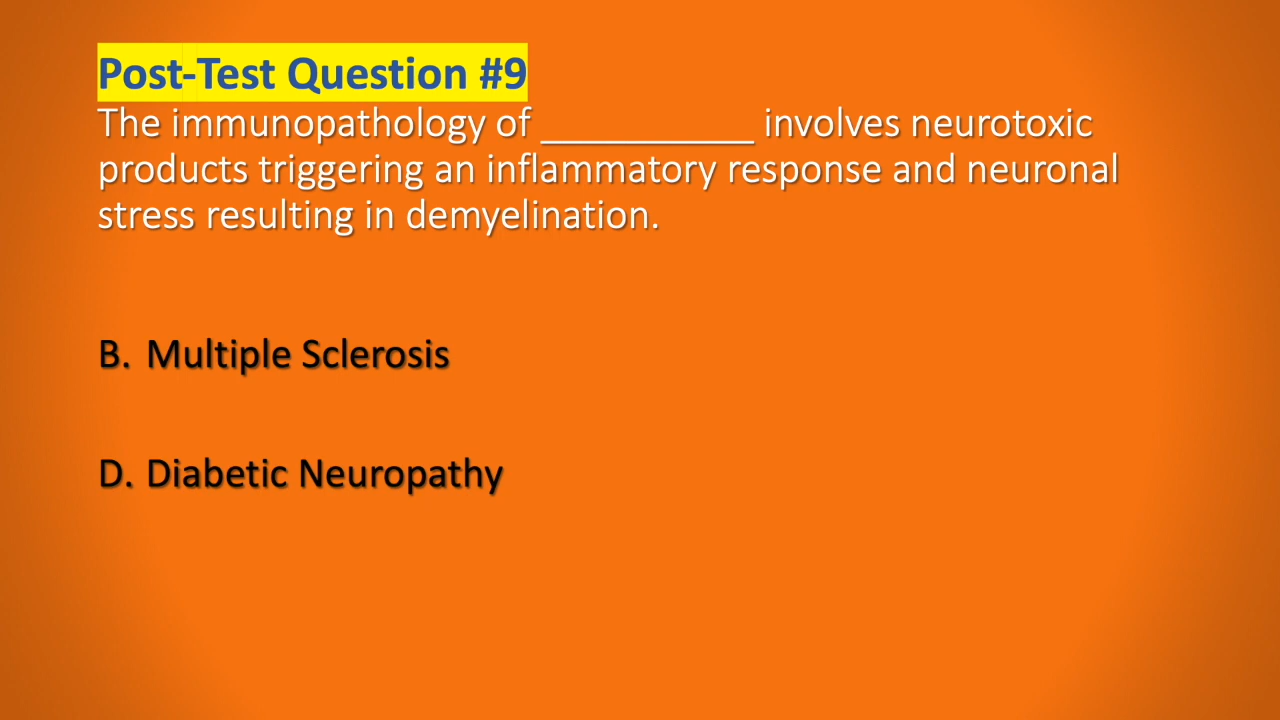 Post-Test Question #9
The immunopathology of ___________ involves neurotoxic
products triggering an inflammatory response and neuronal
stress resulting in demyelination.
B. Multiple Sclerosis
D. Diabetic Neuropathy